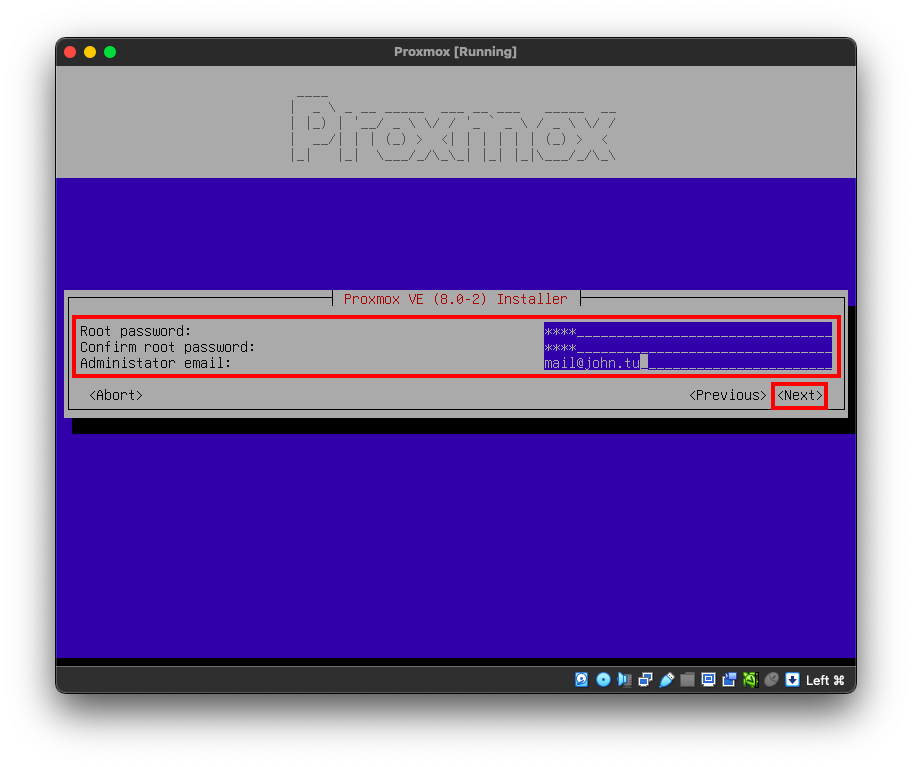 Proxmox [Running]
Proxmox
Proxmox VE (8.0-2) Installer
Root password: ****
Confirm root password: ****
Administator email: mail@john.tu
<Abort> <Previous> <Next>
Left ⌘